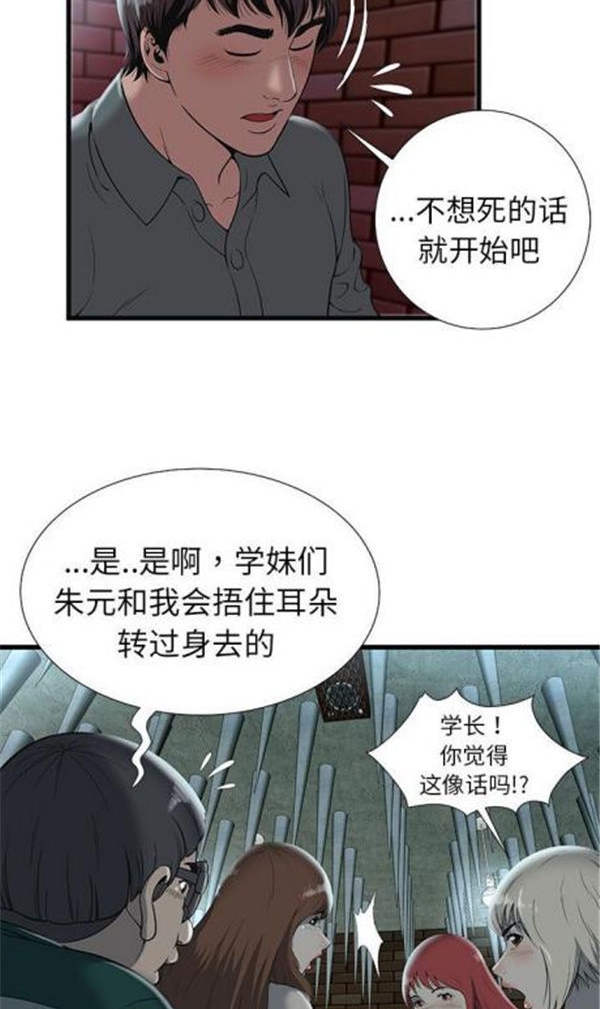 ...不想死的话
就开始吧
...是..是啊，学妹们
朱元和我会捂住耳朵
转过身去的
学长！
你觉得
这像话吗!?